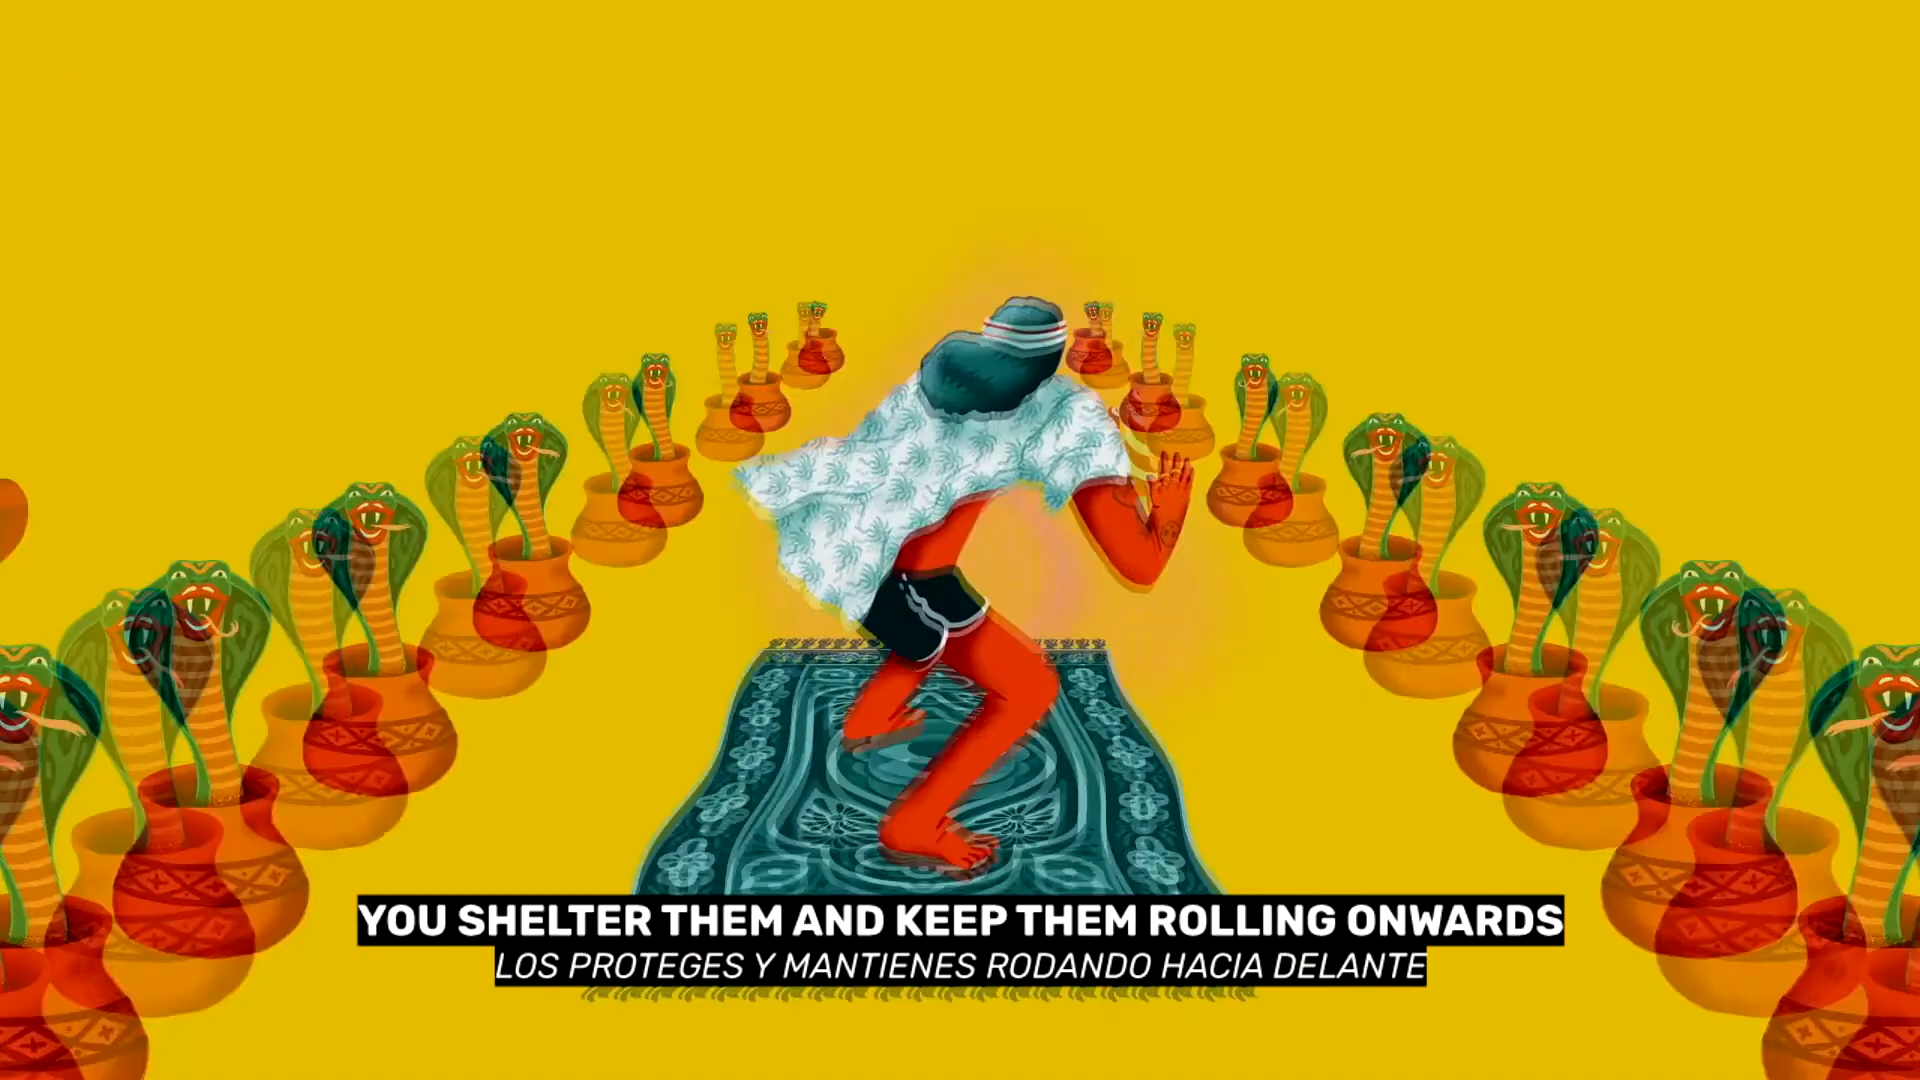 YOU SHELTER THEM AND KEEP THEM ROLLING ONWARDS
LOS PROTEGES Y MANTIENES RODANDO HACIA DELANTE